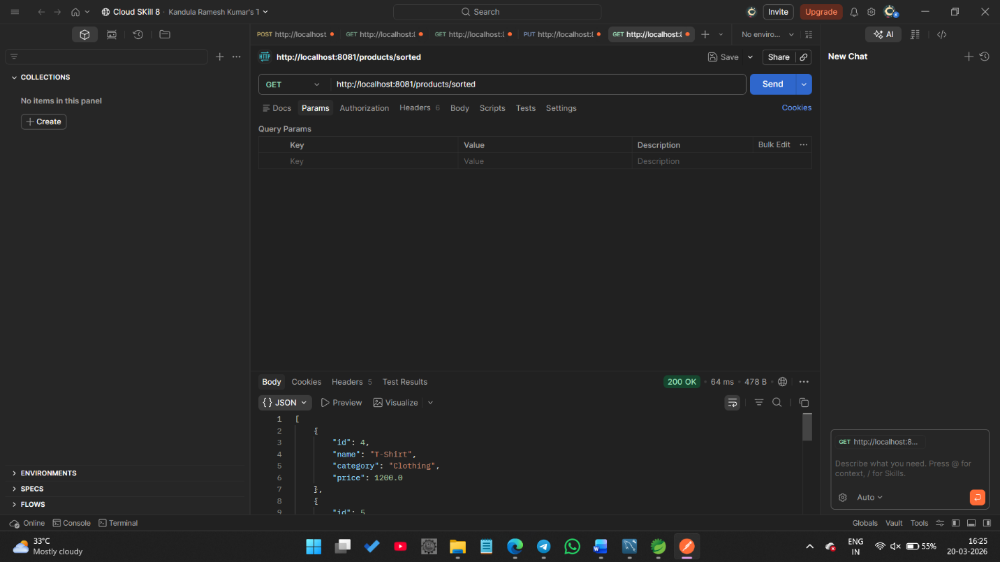 Cloud SKill 8
Kandula Ramesh Kumar's T
Search
Invite
Upgrade
POST http://localhost
GET http://localhost:
GET http://localhost:
PUT http://localhost:
GET http://localhost:
No enviro...
AI
http://localhost:8081/products/sorted
Save
Share
New Chat
COLLECTIONS
No items in this panel
Create
GET
http://localhost:8081/products/sorted
Send
Docs
Params
Authorization
Headers 6
Body
Scripts
Tests
Settings
Cookies
Query Params
Key
Value
Description
Bulk Edit
Key
Value
Description
Body
Cookies
Headers 5
Test Results
200 OK
64 ms
478 B
{} JSON
Preview
Visualize
1 [
2 {
3 "id": 4,
4 "name": "T-Shirt",
5 "category": "Clothing",
6 "price": 1200.0
7 },
8 {
9 "id": 5
GET http://localhost:8...
Describe what you need. Press @ for
context, / for Skills.
Auto
ENVIRONMENTS
SPECS
FLOWS
Online
Console
Terminal
Globals
Vault
Tools
33°C
Mostly cloudy
ENG
IN
55%
16:25
20-03-2026